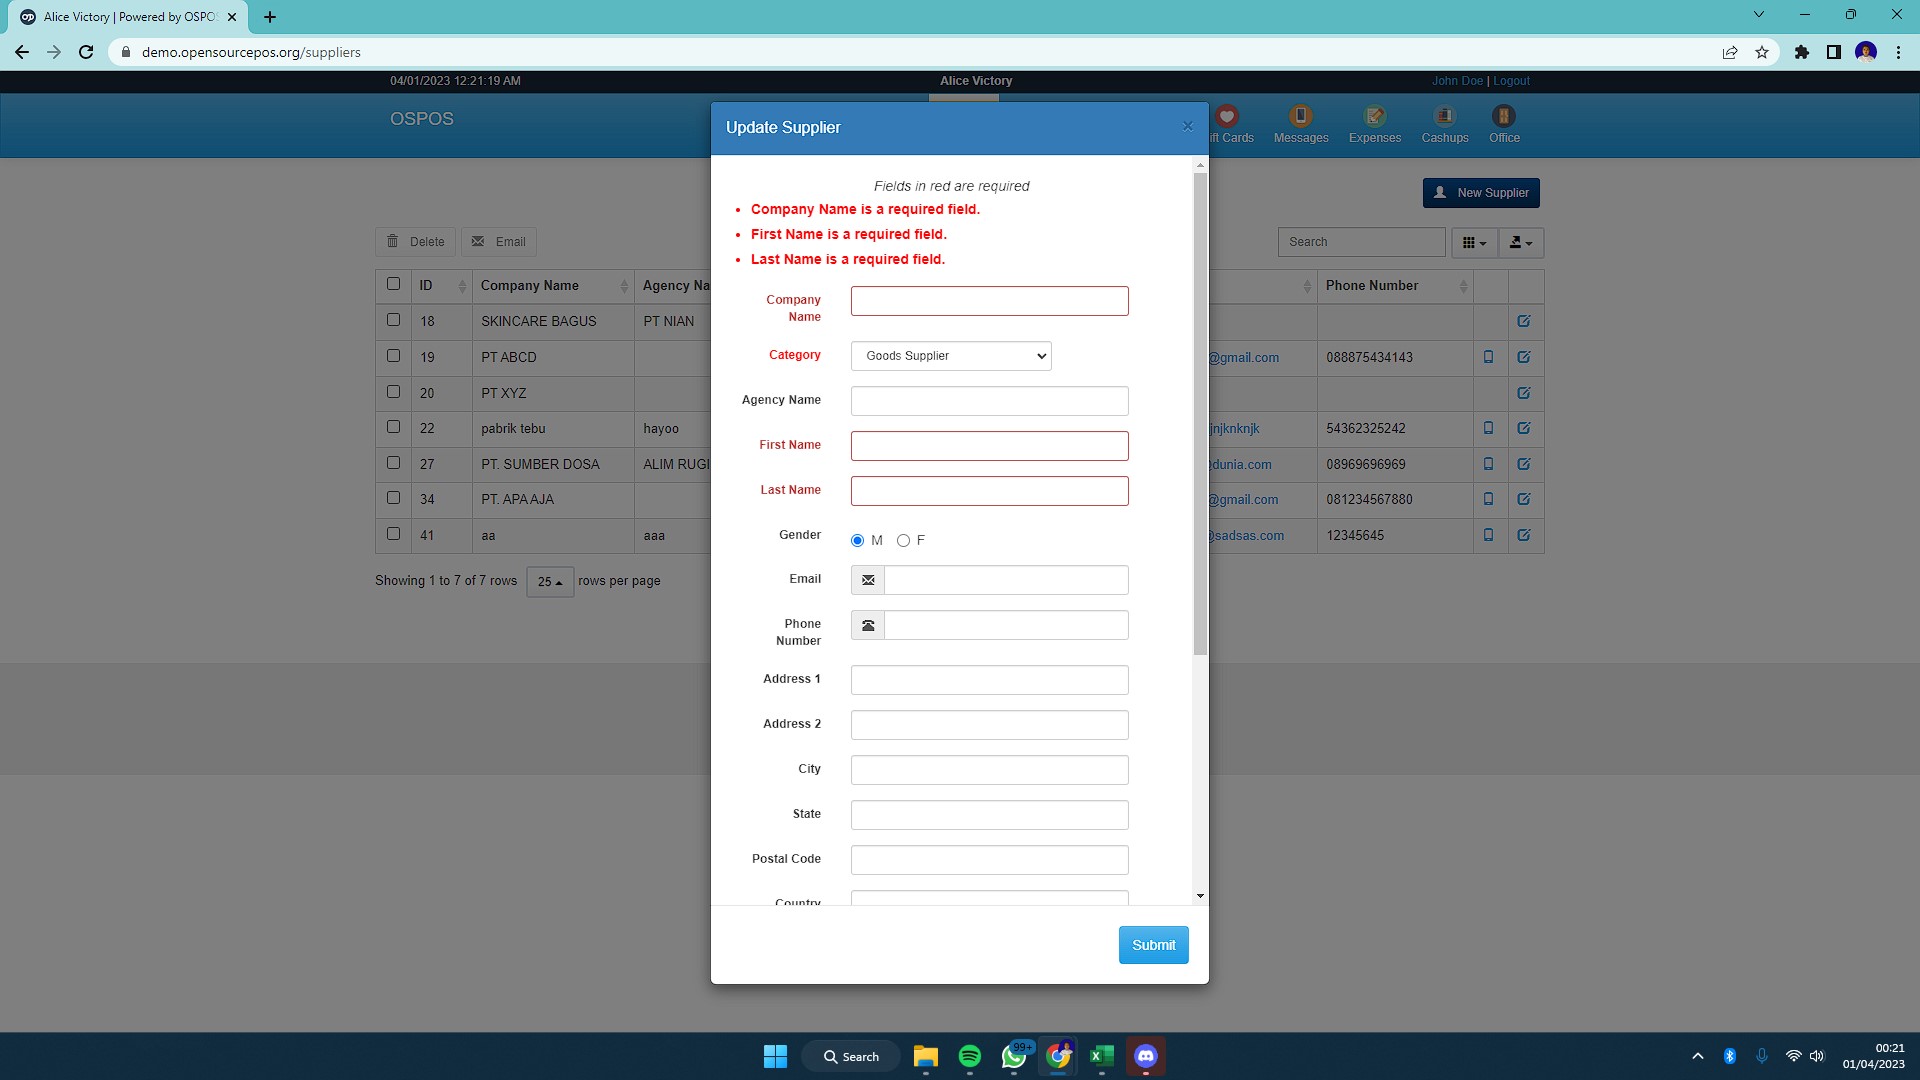 Alice Victory | Powered by OSPO
demo.opensourcepos.org/suppliers
04/01/2023 12:21:19 AM
Alice Victory
John Doe | Logout
OSPOS
ift Cards
Messages
Expenses
Cashups
Office
New Supplier
Delete
Email
Search
ID
Company Name
Agency Na
Phone Number
18 SKINCARE BAGUS PT NIAN
19 PT ABCD @gmail.com 088875434143
20 PT XYZ
22 pabrik tebu hayoo jnjknknjk 54362325242
27 PT. SUMBER DOSA ALIM RUGI dunia.com 08969696969
34 PT. APA AJA @gmail.com 081234567880
41 aa aaa sadsas.com 12345645
Showing 1 to 7 of 7 rows 25 rows per page
Update Supplier
×
Fields in red are required
Company Name is a required field.
First Name is a required field.
Last Name is a required field.
Company
Name
Category
Goods Supplier
Agency Name
First Name
Last Name
Gender
M
F
Email
Phone
Number
Address 1
Address 2
City
State
Postal Code
Country
Submit
Search
99+
00:21
01/04/2023